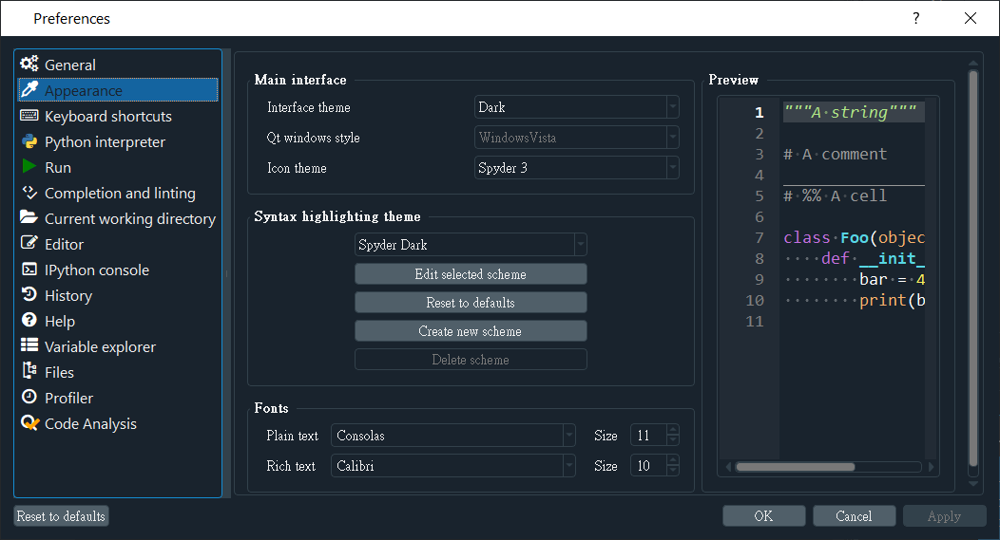 Preferences
?
General
Appearance
Keyboard shortcuts
Python interpreter
Run
Completion and linting
Current working directory
Editor
IPython console
History
Help
Variable explorer
Files
Profiler
Code Analysis
Main interface
Interface theme Dark
Qt windows style WindowsVista
Icon theme Spyder 3
Syntax highlighting theme
Spyder Dark
Edit selected scheme
Reset to defaults
Create new scheme
Delete scheme
Fonts
Plain text Consolas Size 11
Rich text Calibri Size 10
Preview
1 """A·string"""
2
3 #·A·comment
4
5 #·%%·A·cell
6
7 class·Foo(objec
8 ····def·__init_
9 ········bar·=·4
10 ········print(b
11
Reset to defaults
OK Cancel Apply